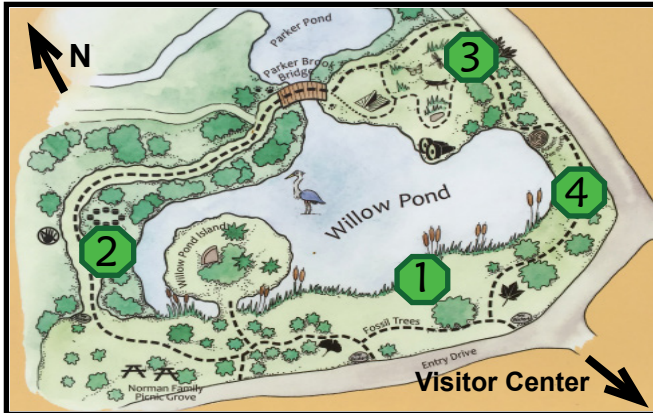 N
Parker Pond
Parker Brook
Bridge
3
Willow Pond
4
2
Willow Pond Island
1
Fossil Trees
Entry Drive
Norman Family
Picnic Grove
Visitor Center